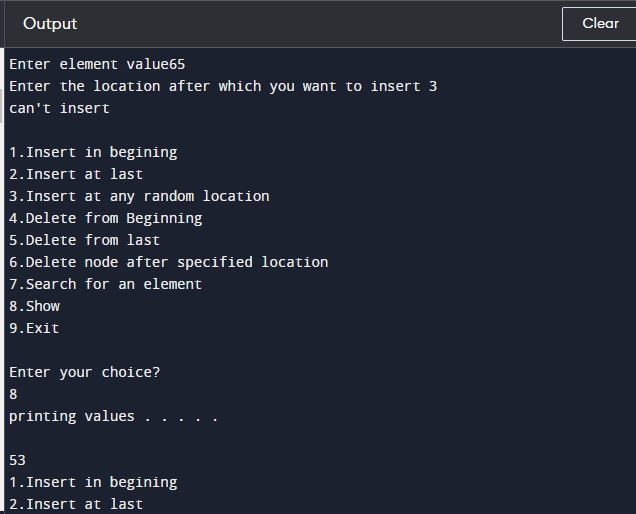 Output
Clear
Enter element value65
Enter the location after which you want to insert 3
can't insert
1.Insert in begining
2.Insert at last
3.Insert at any random location
4.Delete from Beginning
5.Delete from last
6.Delete node after specified location
7.Search for an element
8.Show
9.Exit
Enter your choice?
8
printing values . . . . .
53
1.Insert in begining
2.Insert at last